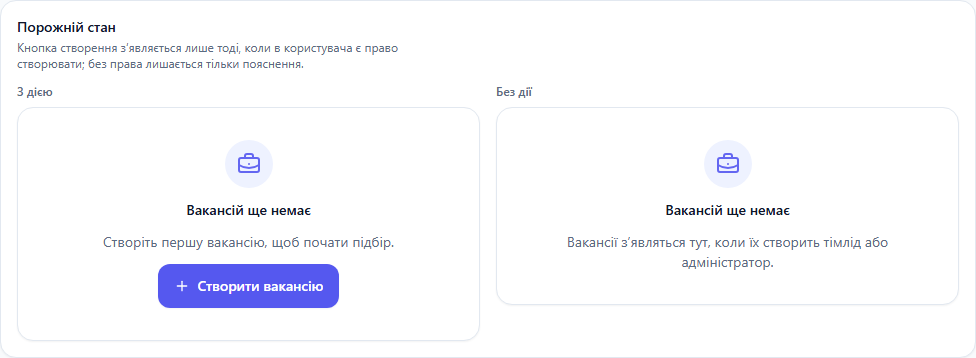 Порожній стан
Кнопка створення з’являється лише тоді, коли в користувача є право
створювати; без права лишається тільки пояснення.
З дією
Без дії
Вакансій ще немає
Створіть першу вакансію, щоб почати підбір.
+ Створити вакансію
Вакансій ще немає
Вакансії з’являться тут, коли їх створить тімлід або
адміністратор.